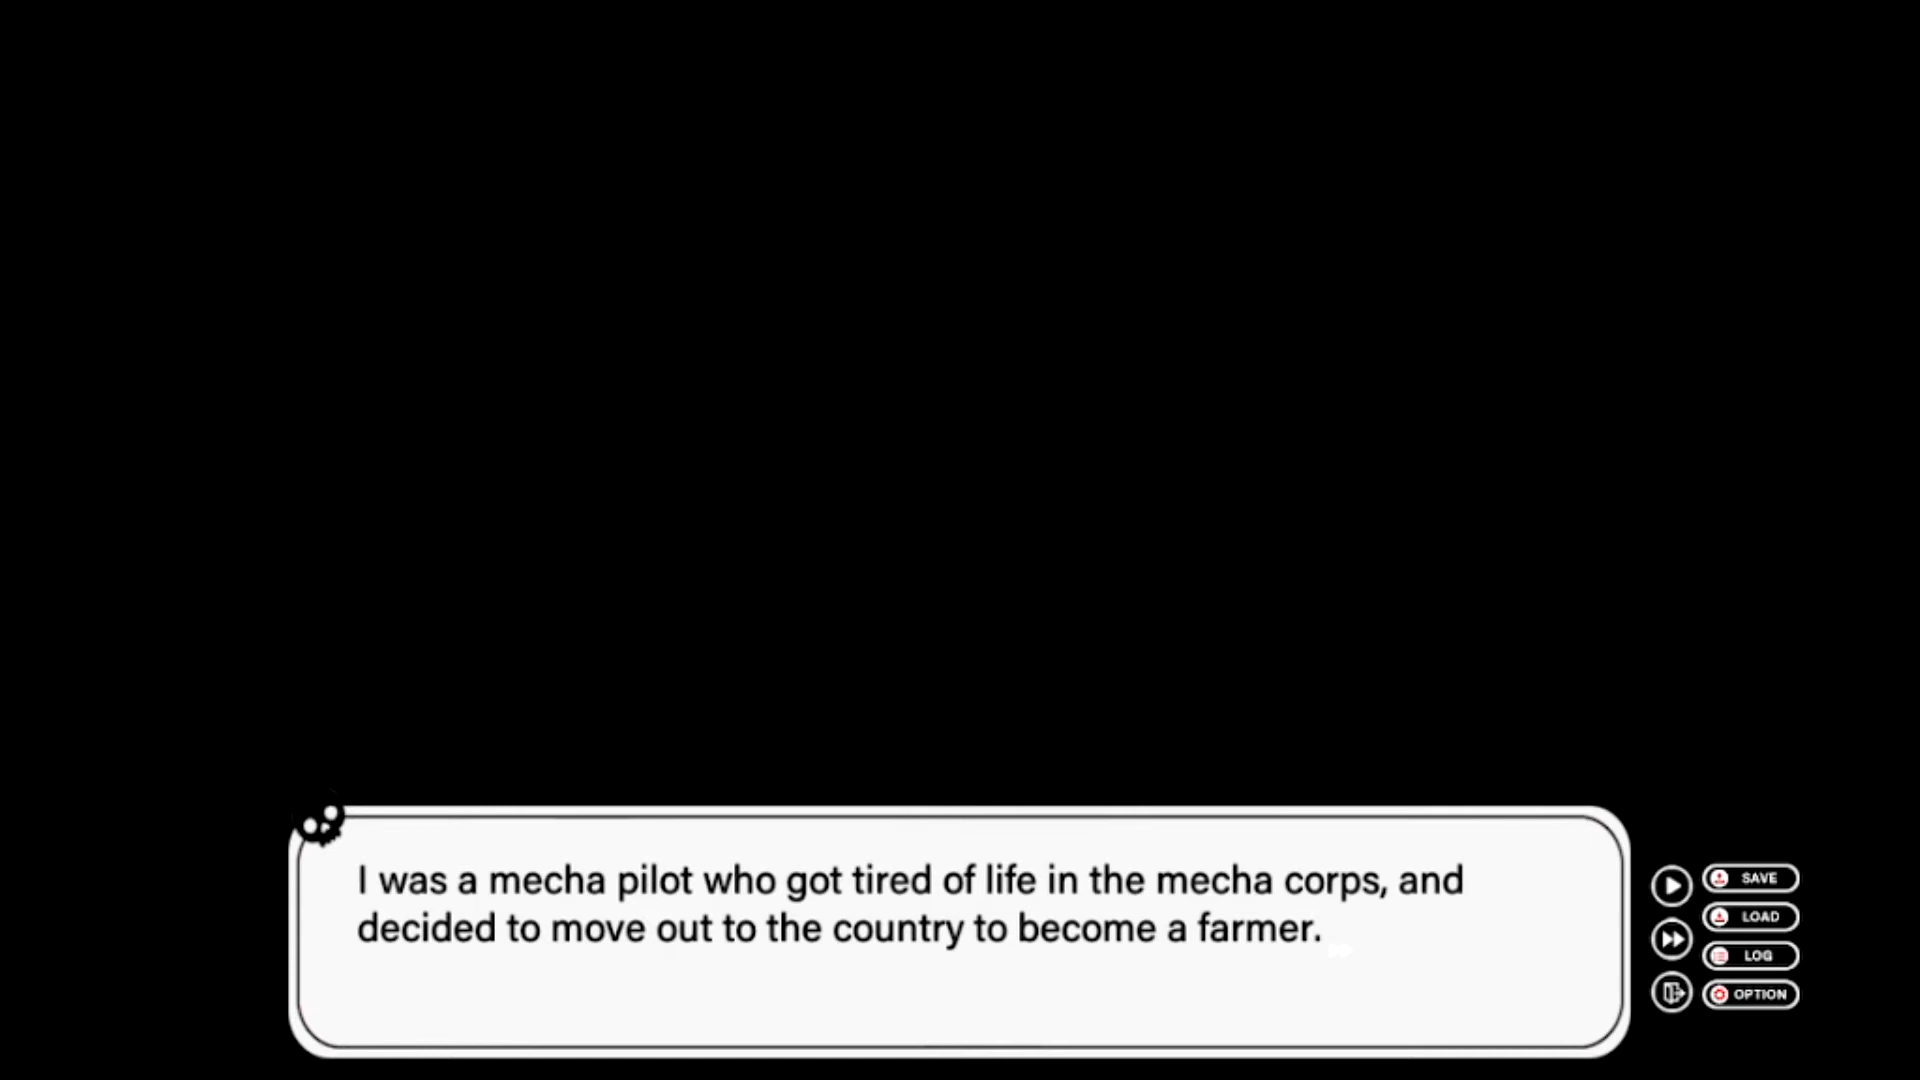 I was a mecha pilot who got tired of life in the mecha corps, and
decided to move out to the country to become a farmer.
SAVE
LOAD
LOG
OPTION